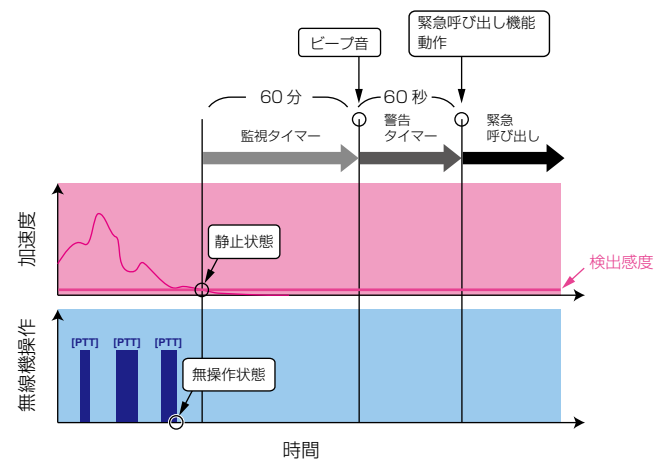 ビープ音
緊急呼び出し機能
動作
60分
60秒
監視タイマー
警告
タイマー
緊急
呼び出し
加速度
静止状態
検出感度
無線機操作
[PTT] [PTT] [PTT]
無操作状態
時間